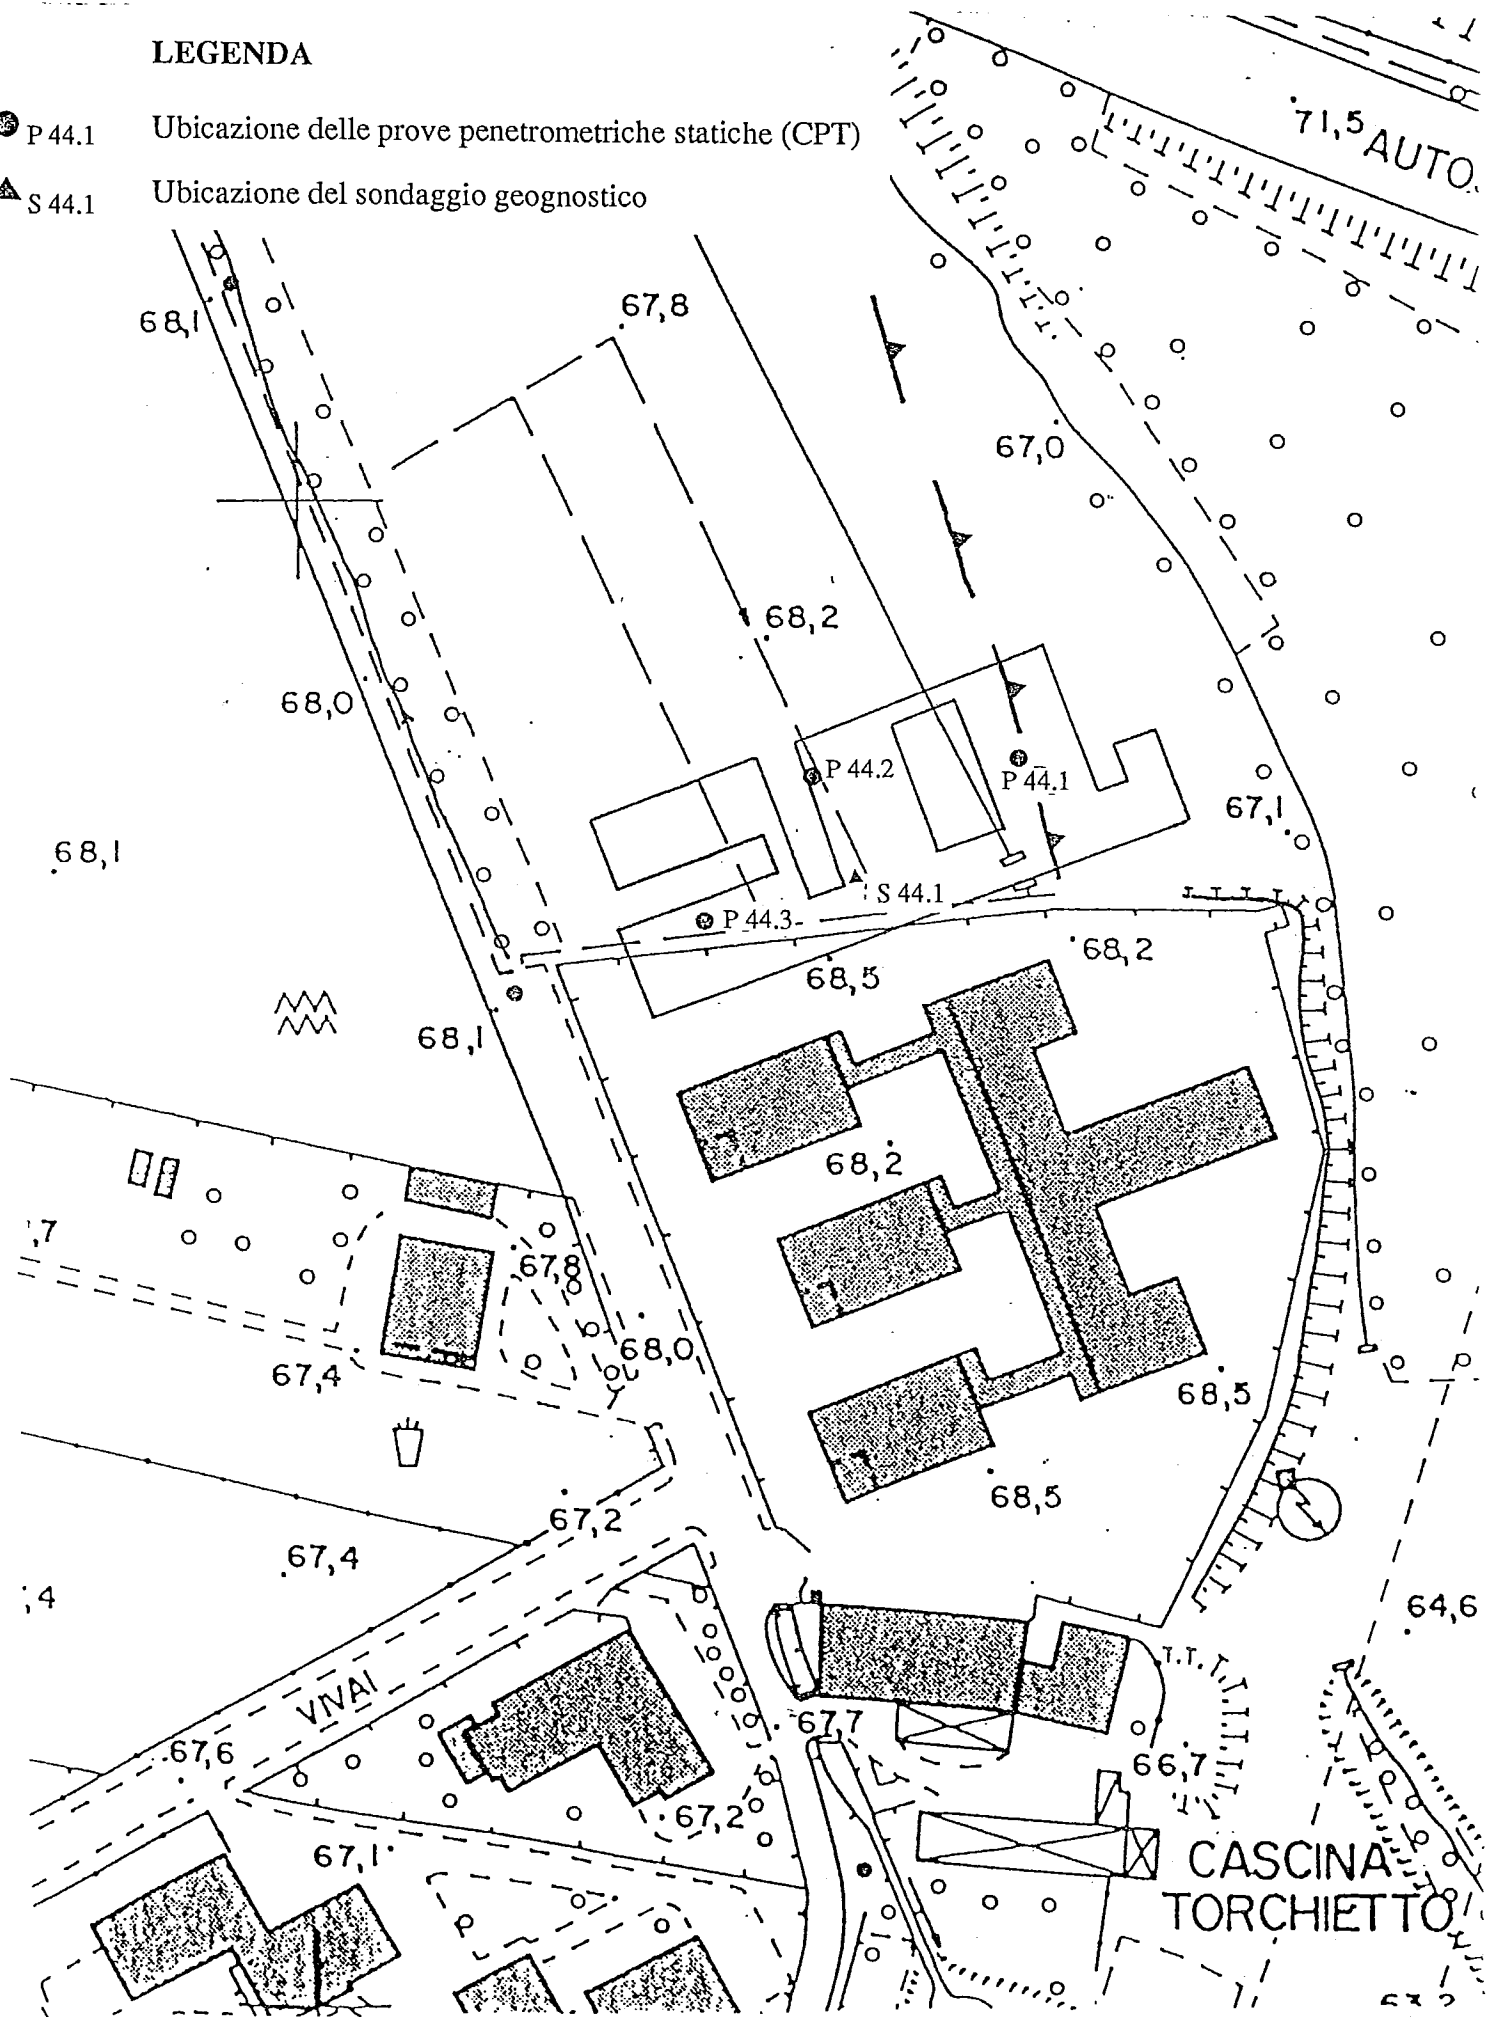 LEGENDA
P 44.1 Ubicazione delle prove penetrometriche statiche (CPT)
S 44.1 Ubicazione del sondaggio geognostico
71,5
AUTO
68,1
67,8
67,0
68,2
68,0
P 44.2
P 44.1
67,1
68,1
S 44.1
P 44.3
68,2
68,5
68,1
68,2
,7
67,8
68,0
67,4
68,5
68,5
67,2
67,4
,4
64,6
VIVAI
67,7
67,6
66,7
67,2
67,1
CASCINA
TORCHIETTO